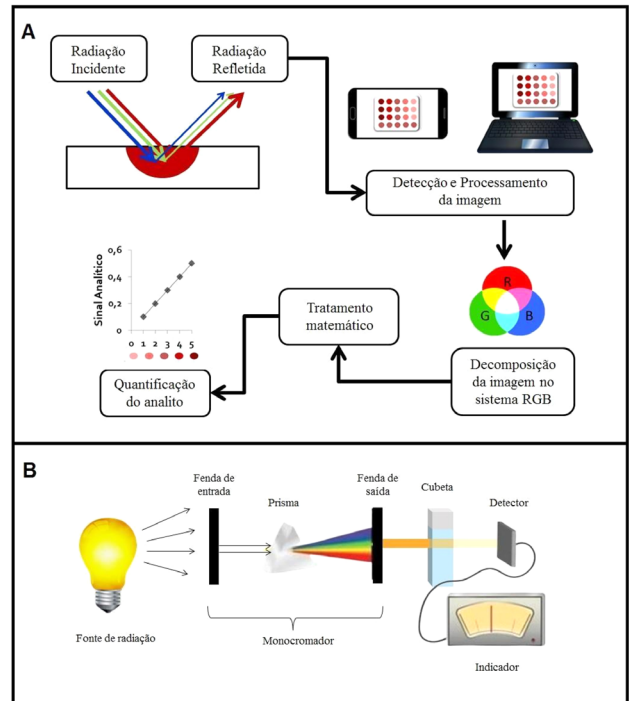 A
Radiação
Incidente
Radiação
Refletida
Detecção e Processamento
da imagem
R
G
B
Decomposição
da imagem no
sistema RGB
Tratamento
matemático
Sinal Analítico
0,6
0,4
0,2
0
0 1 2 3 4 5
Quantificação
do analito
B
Fonte de radiação
Fenda de
entrada
Prisma
Fenda de
saída
Cubeta
Detector
Monocromador
Indicador